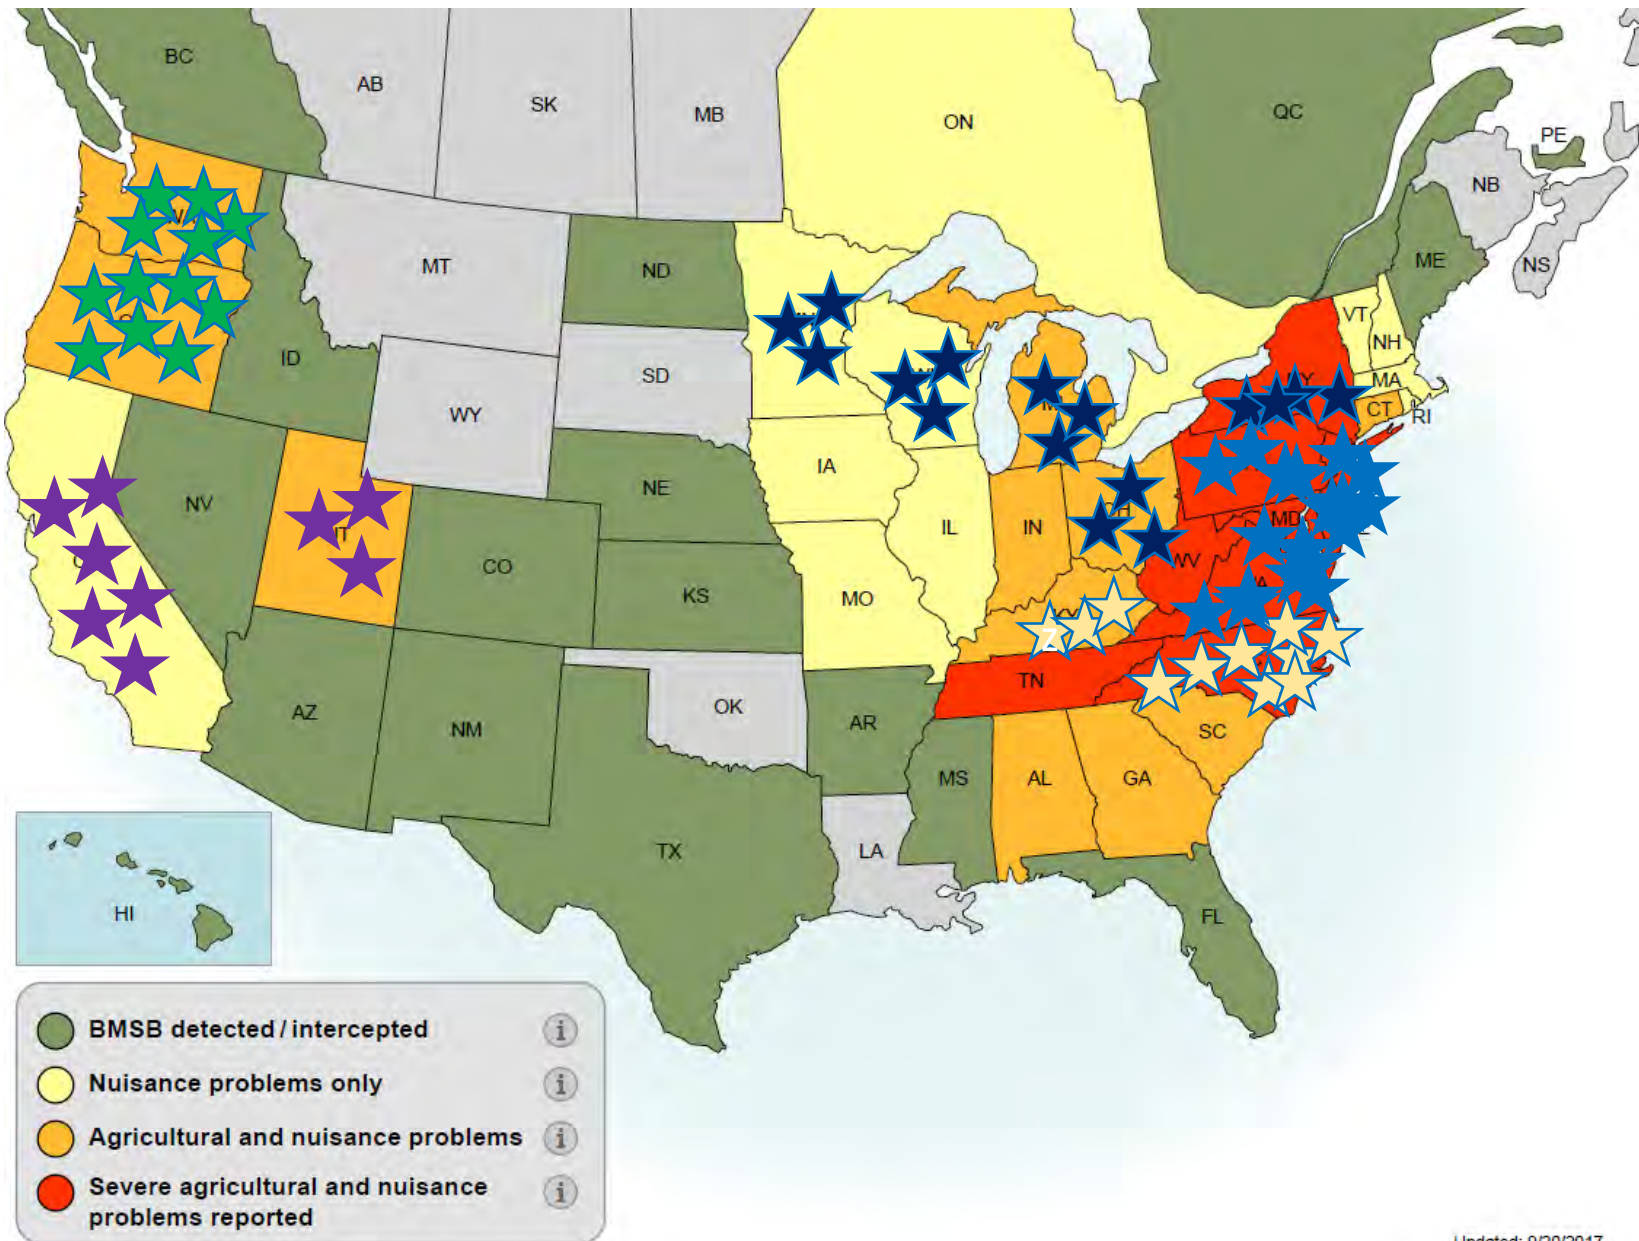 BC
AB
SK
MB
ON
QC
PE
NB
NS
ME
MT
ND
VT
NH
ID
SD
MA
NY
CT
RI
WY
IA
NE
NV
IL
IN
MD
CO
WV
KS
MO
KY
Z
TN
AZ
NM
OK
AR
SC
MS
AL
GA
TX
LA
HI
FL
BMSB detected / intercepted i
Nuisance problems only i
Agricultural and nuisance problems i
Severe agricultural and nuisance i
problems reported